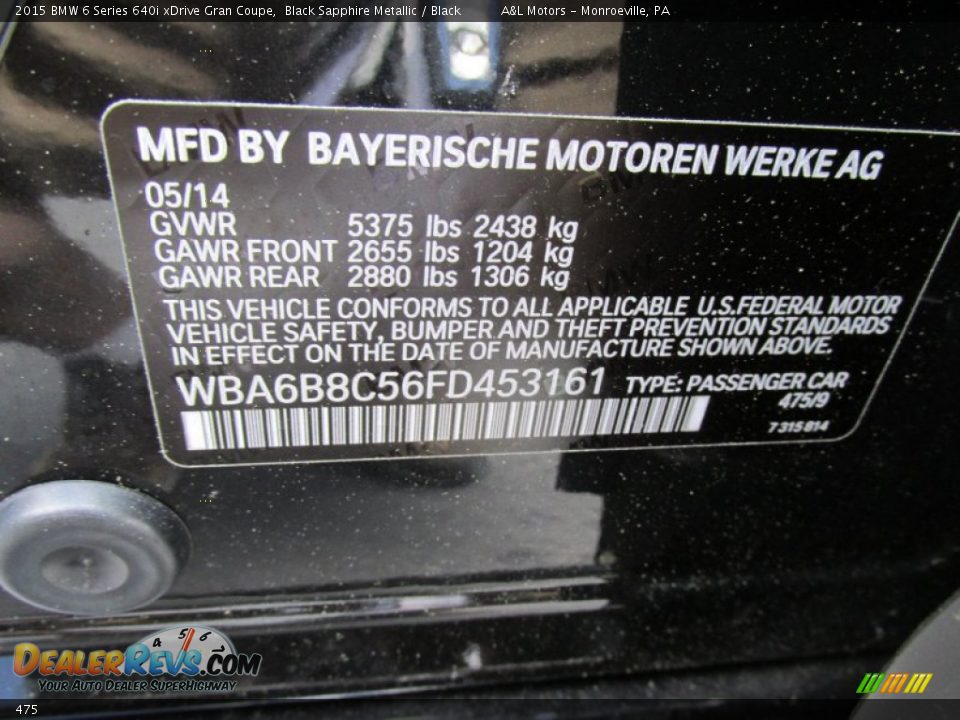 2015 BMW 6 Series 640i xDrive Gran Coupe, Black Sapphire Metallic / Black A&L Motors - Monroeville, PA
MFD BY BAYERISCHE MOTOREN WERKE AG
05/14
GVWR 5375 lbs 2438 kg
GAWR FRONT 2655 lbs 1204 kg
GAWR REAR 2880 lbs 1306 kg
THIS VEHICLE CONFORMS TO ALL APPLICABLE U.S.FEDERAL MOTOR
VEHICLE SAFETY, BUMPER AND THEFT PREVENTION STANDARDS
IN EFFECT ON THE DATE OF MANUFACTURE SHOWN ABOVE.
WBA6B8C56FD453161 TYPE: PASSENGER CAR
475/9
7 315 814
4 5 6
DEALERREVS.COM
YOUR AUTO DEALER SUPERHIGHWAY
475